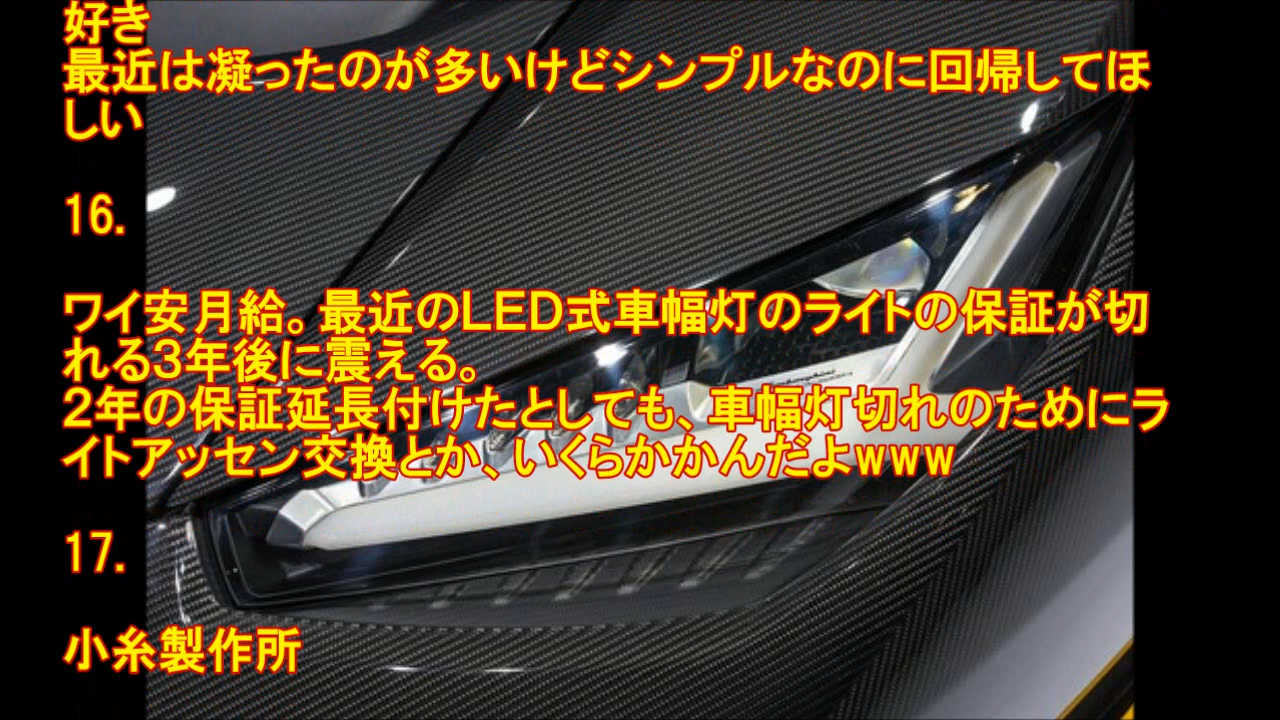 好き
最近は凝ったのが多いけどシンプルなのに回帰してほ
しい
16.
ワイ安月給。最近のLED式車幅灯のライトの保証が切
れる3年後に震える。
2年の保証延長付けたとしても、車幅灯切れのためにラ
イトアッセン交換とか、いくらかかんだよwww
17.
小糸製作所